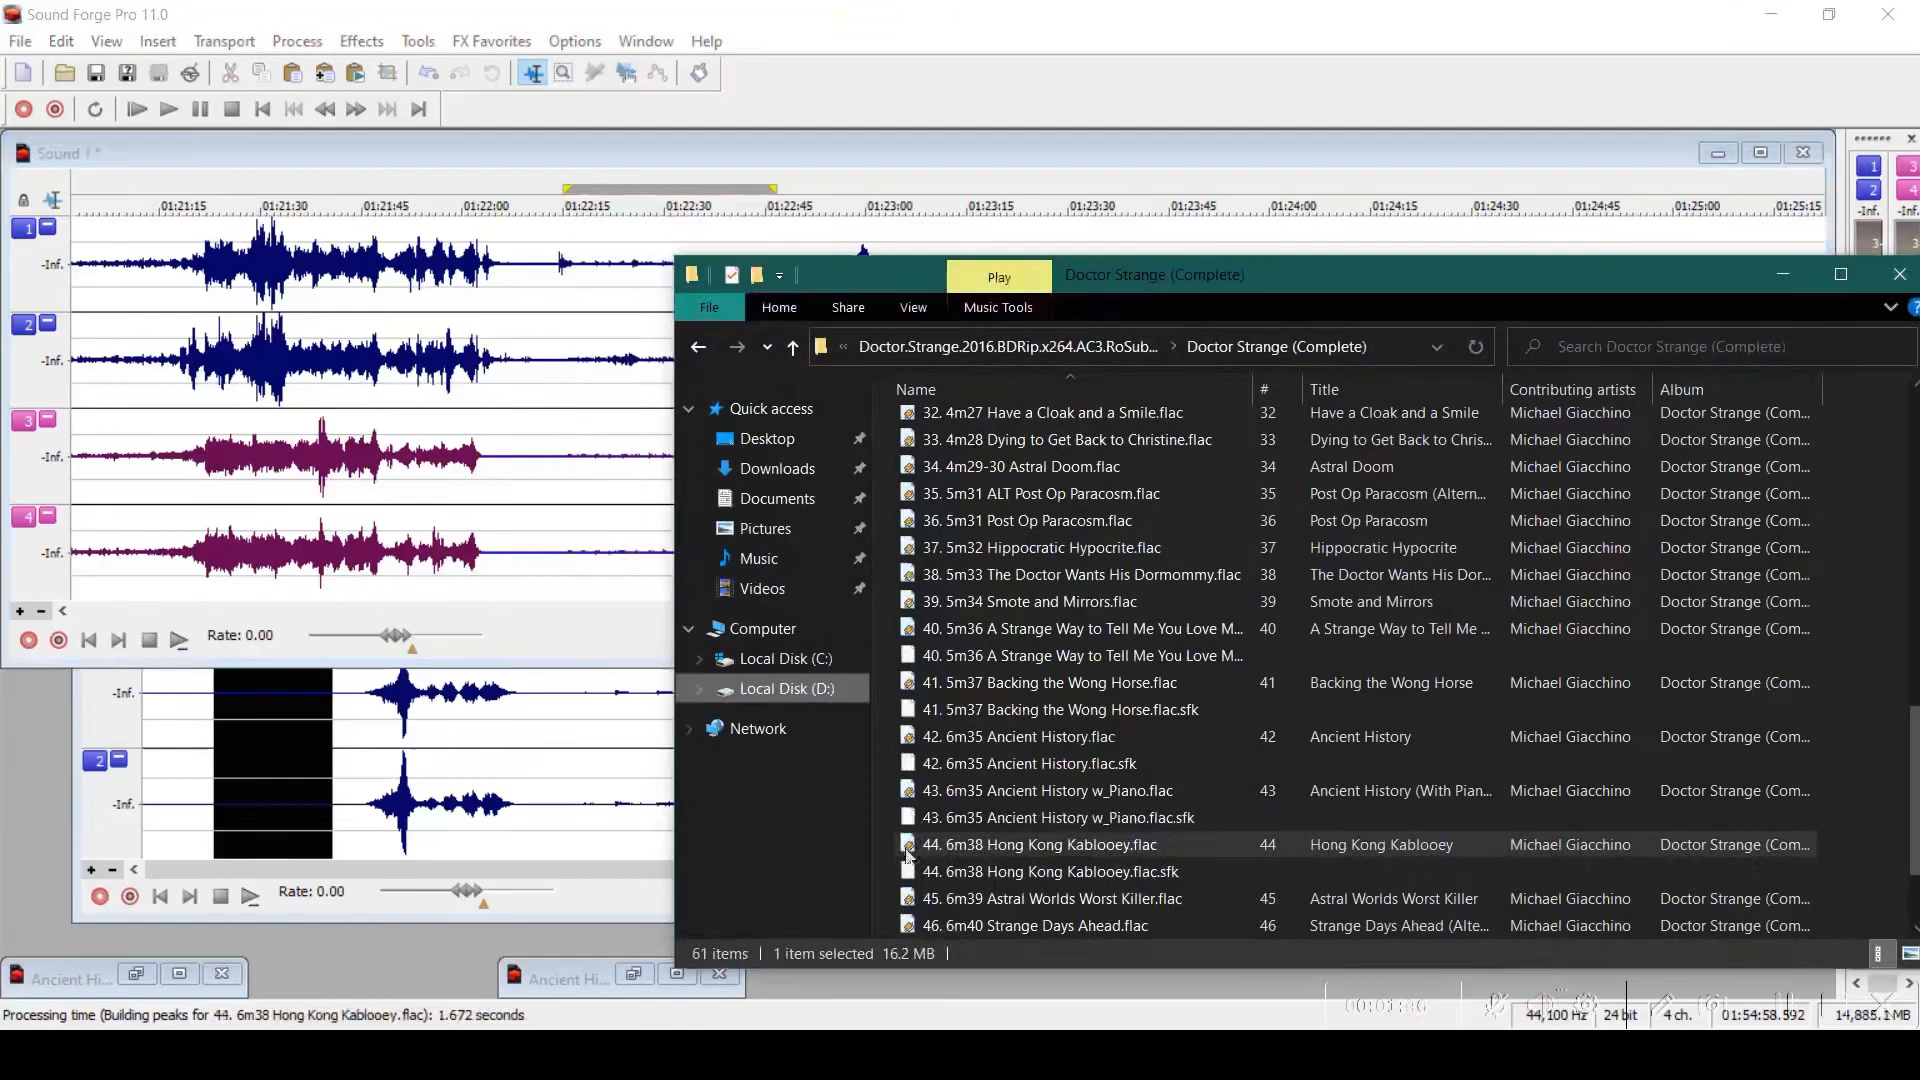 Sound Forge Pro 11.0
File Edit View Insert Transport Process Effects Tools FX Favorites Options Window Help
Sound 1 *
01:21:15 01:21:30 01:21:45 01:22:00 01:22:15 01:22:30 01:22:45 01:23:00 01:23:15 01:23:30 01:23:45 01:24:00 01:24:15 01:24:30 01:24:45 01:25:00 01:25:15
1
-Inf.
2
-Inf.
3
-Inf.
4
-Inf.
Rate: 0.00
1 3
2 4
-Inf. -Inf.
3- 3-
Play Doctor Strange (Complete)
File Home Share View Music Tools
« Doctor.Strange.2016.BDRip.x264.AC3.RoSub... > Doctor Strange (Complete)
Search Doctor Strange (Complete)
Quick access
Desktop
Downloads
Documents
Pictures
Music
Videos
Computer
Local Disk (C:)
Local Disk (D:)
Network
Name # Title Contributing artists Album
32. 4m27 Have a Cloak and a Smile.flac 32 Have a Cloak and a Smile Michael Giacchino Doctor Strange (Com...
33. 4m28 Dying to Get Back to Christine.flac 33 Dying to Get Back to Chris... Michael Giacchino Doctor Strange (Com...
34. 4m29-30 Astral Doom.flac 34 Astral Doom Michael Giacchino Doctor Strange (Com...
35. 5m31 ALT Post Op Paracosm.flac 35 Post Op Paracosm (Altern... Michael Giacchino Doctor Strange (Com...
36. 5m31 Post Op Paracosm.flac 36 Post Op Paracosm Michael Giacchino Doctor Strange (Com...
37. 5m32 Hippocratic Hypocrite.flac 37 Hippocratic Hypocrite Michael Giacchino Doctor Strange (Com...
38. 5m33 The Doctor Wants His Dormommy.flac 38 The Doctor Wants His Dor... Michael Giacchino Doctor Strange (Com...
39. 5m34 Smote and Mirrors.flac 39 Smote and Mirrors Michael Giacchino Doctor Strange (Com...
40. 5m36 A Strange Way to Tell Me You Love M... 40 A Strange Way to Tell Me ... Michael Giacchino Doctor Strange (Com...
40. 5m36 A Strange Way to Tell Me You Love M...
41. 5m37 Backing the Wong Horse.flac 41 Backing the Wong Horse Michael Giacchino Doctor Strange (Com...
41. 5m37 Backing the Wong Horse.flac.sfk
42. 6m35 Ancient History.flac 42 Ancient History Michael Giacchino Doctor Strange (Com...
42. 6m35 Ancient History.flac.sfk
43. 6m35 Ancient History w_Piano.flac 43 Ancient History (With Pian... Michael Giacchino Doctor Strange (Com...
43. 6m35 Ancient History w_Piano.flac.sfk
44. 6m38 Hong Kong Kablooey.flac 44 Hong Kong Kablooey Michael Giacchino Doctor Strange (Com...
44. 6m38 Hong Kong Kablooey.flac.sfk
45. 6m39 Astral Worlds Worst Killer.flac 45 Astral Worlds Worst Killer Michael Giacchino Doctor Strange (Com...
46. 6m40 Strange Days Ahead.flac 46 Strange Days Ahead (Alte... Michael Giacchino Doctor Strange (Com...
61 items 1 item selected 16.2 MB
-Inf.
2
-Inf.
Rate: 0.00
Ancient Hi... Ancient Hi...
00:01:36
Processing time (Building peaks for 44. 6m38 Hong Kong Kablooey.flac): 1.672 seconds
44,100 Hz 24 bit 4 ch. 01:54:58.592 14,885.1 MB